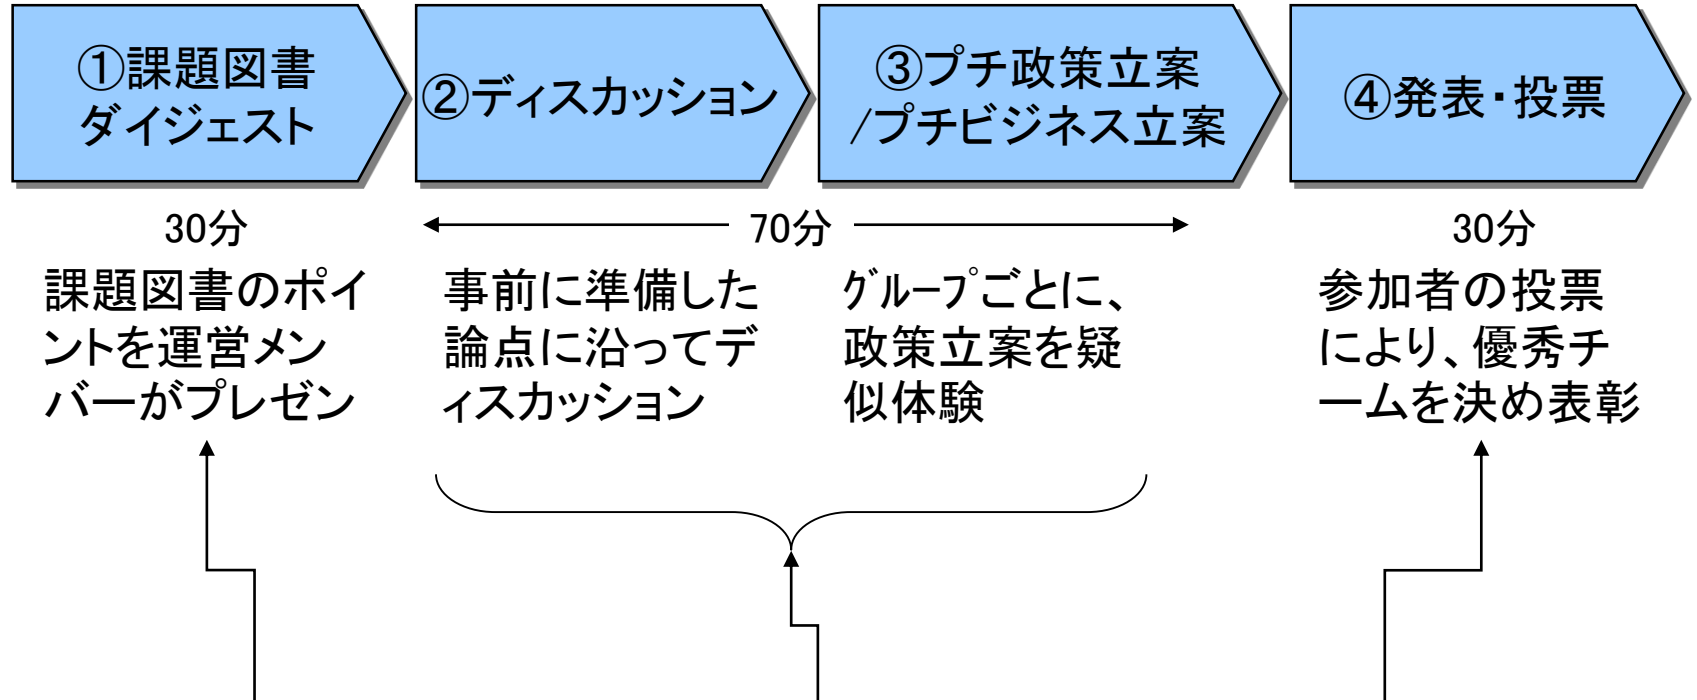 ①課題図書
ダイジェスト
②ディスカッション
③プチ政策立案
/プチビジネス立案
④発表・投票
30分
70分
30分
課題図書のポイ
ントを運営メン
バーがプレゼン
事前に準備した
論点に沿ってデ
ィスカッション
グループごとに、
政策立案を疑
似体験
参加者の投票
により、優秀チ
ームを決め表彰